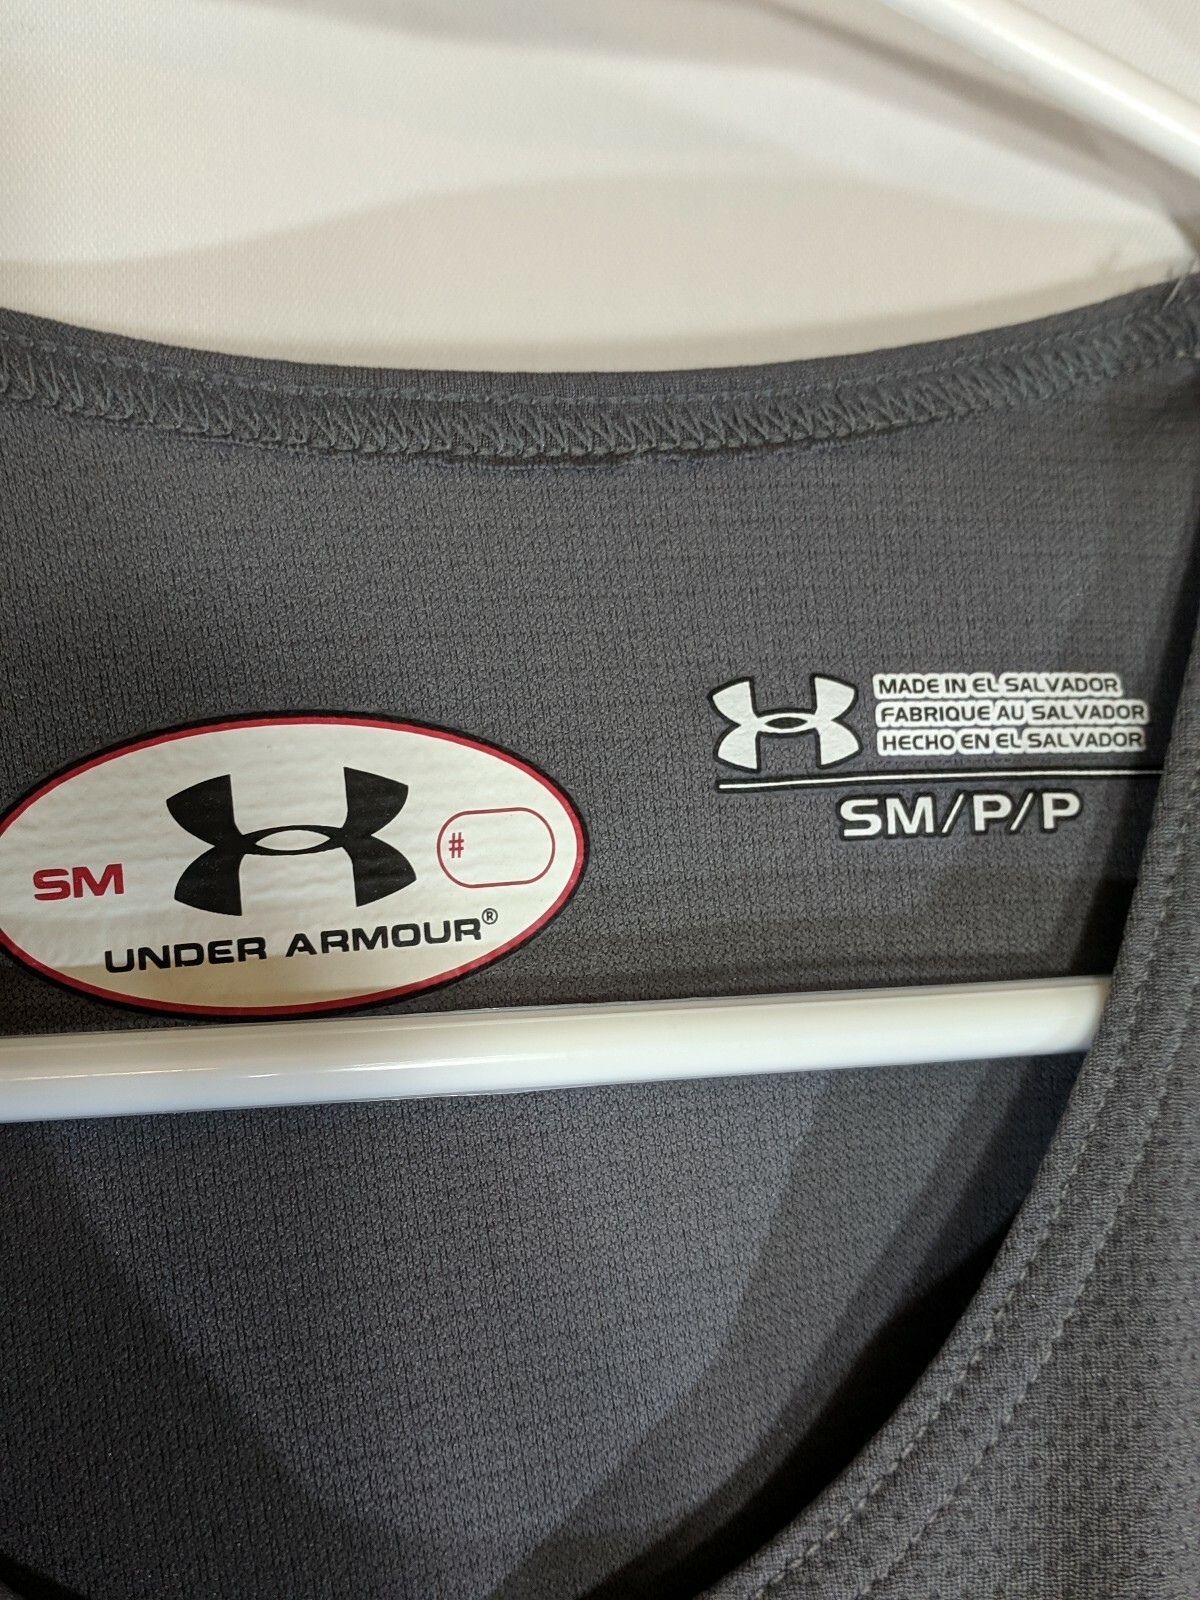 MADE IN EL SALVADOR
FABRIQUE AU SALVADOR
HECHO EN EL SALVADOR
SM/P/P
SM
#
UNDER ARMOUR®